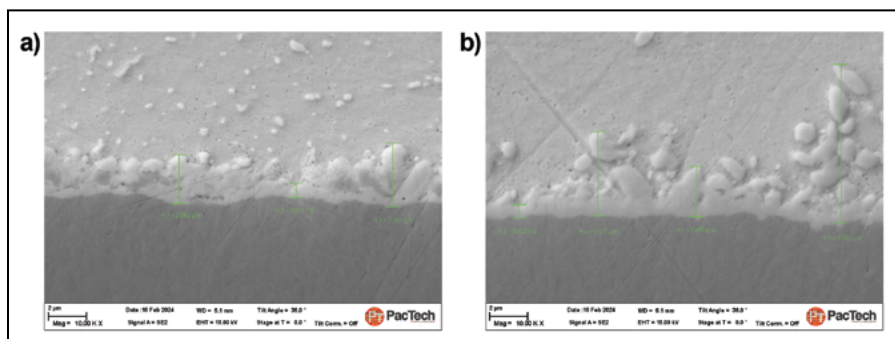 a)
2 µm
Mag = 10.00 K X
Date :15 Feb 2024
Signal A = SE2
WD = 5.5 mm
EHT = 15.00 kV
Tilt Angle = 36.0 °
Stage at T = 0.0 °
Tilt Corrn. = Off
PacTech
b)
2 µm
Mag = 10.00 K X
Date :15 Feb 2024
Signal A = SE2
WD = 5.5 mm
EHT = 15.00 kV
Tilt Angle = 36.0 °
Stage at T = 0.0 °
Tilt Corrn. = Off
PacTech